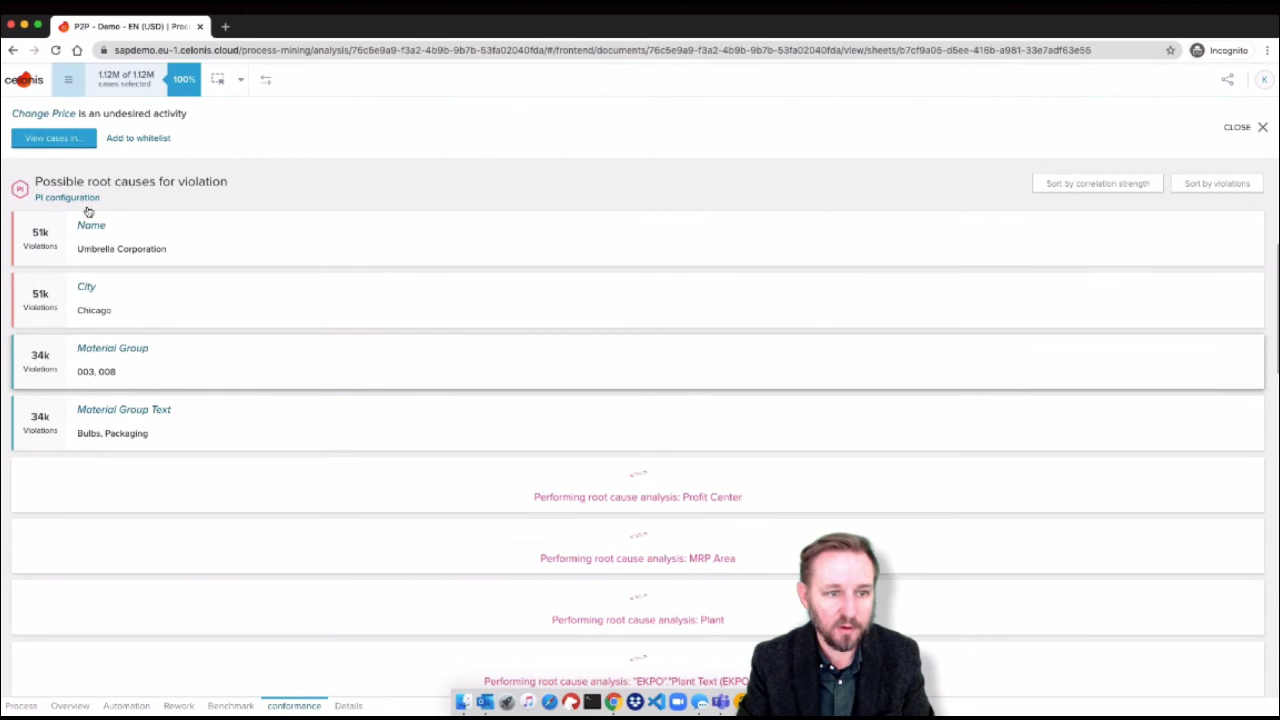 P2P - Demo - EN (USD) | Proc
sapdemo.eu-1.celonis.cloud/process-mining/analysis/76c5e9a9-f3a2-4b9b-9b7b-53fa02040fda/#/frontend/documents/76c5e9a9-f3a2-4b9b-9b7b-53fa02040fda/view/sheets/b7cf9a05-d5ee-416b-a981-33e7adf63e55
Incognito
celonis
1.12M of 1.12M
cases selected
100%
K
Change Price is an undesired activity
View cases in...
Add to whitelist
CLOSE
PI
Possible root causes for violation
PI configuration
Sort by correlation strength
Sort by violations
51k
Violations
Name
Umbrella Corporation
51k
Violations
City
Chicago
34k
Violations
Material Group
003, 008
34k
Violations
Material Group Text
Bulbs, Packaging
Performing root cause analysis: Profit Center
Performing root cause analysis: MRP Area
Performing root cause analysis: Plant
Performing root cause analysis: "EKPO"."Plant Text (EKPO
Process
Overview
Automation
Rework
Benchmark
conformance
Details